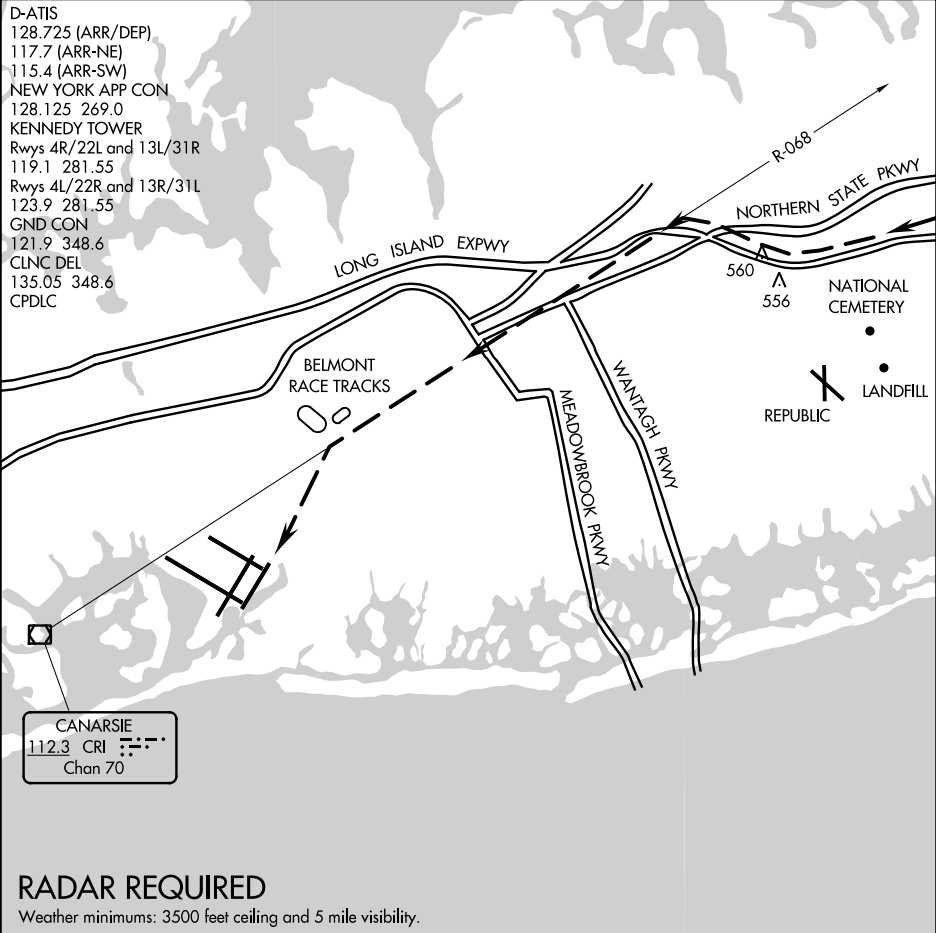 D-ATIS
128.725 (ARR/DEP)
117.7 (ARR-NE)
115.4 (ARR-SW)
NEW YORK APP CON
128.125 269.0
KENNEDY TOWER
Rwys 4R/22L and 13L/31R
119.1 281.55
Rwys 4L/22R and 13R/31L
123.9 281.55
GND CON
121.9 348.6
CLNC DEL
135.05 348.6
CPDLC
R-068
NORTHERN STATE PKWY
LONG ISLAND EXPWY
560
556
NATIONAL
CEMETERY
LANDFILL
REPUBLIC
BELMONT
RACE TRACKS
WANTAGH PKWY
MEADOWBROOK PKWY
CANARSIE
112.3 CRI
Chan 70
RADAR REQUIRED
Weather minimums: 3500 feet ceiling and 5 mile visibility.